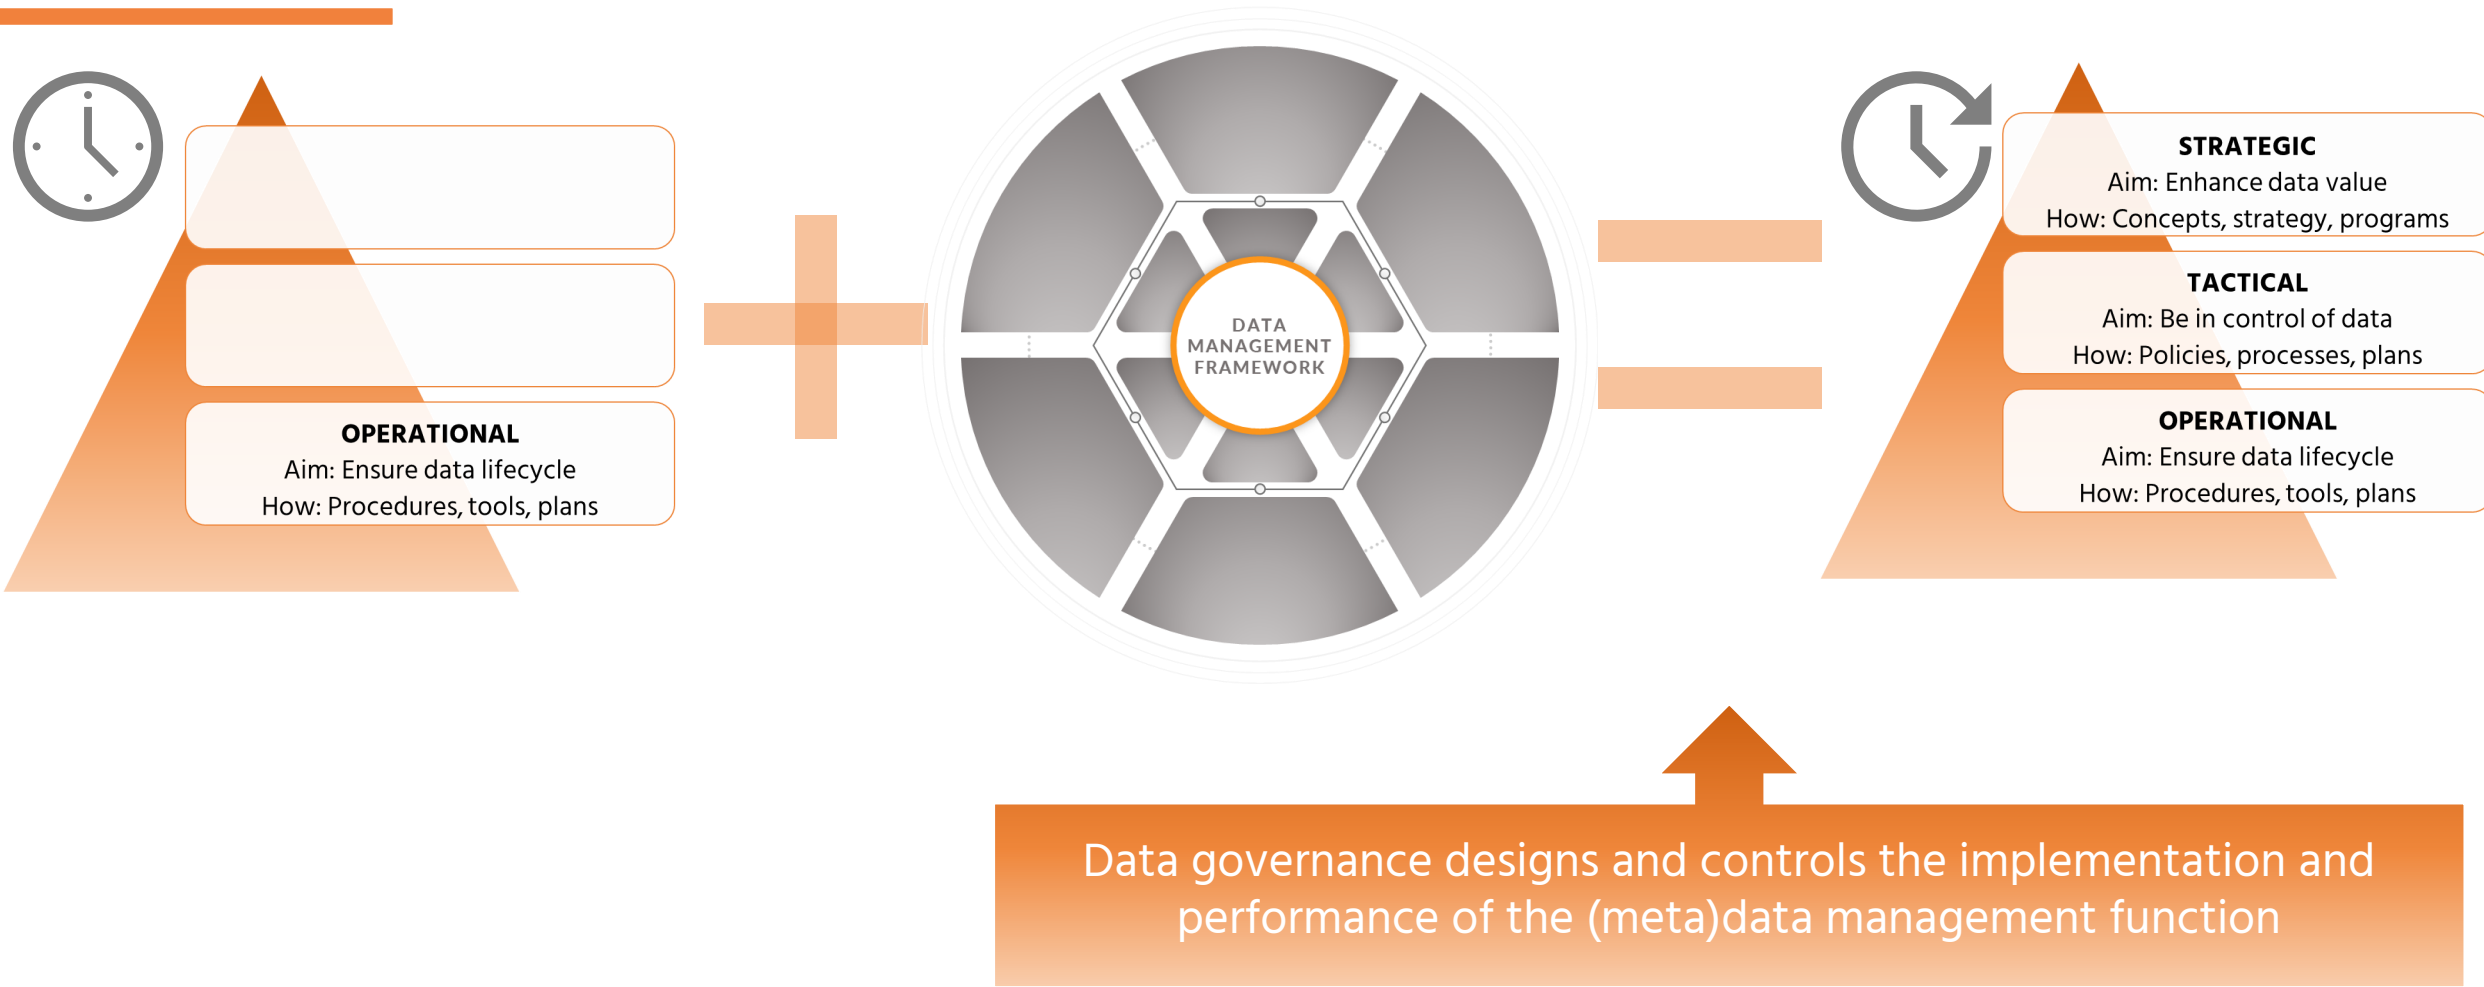 OPERATIONAL
Aim: Ensure data lifecycle
How: Procedures, tools, plans
DATA
MANAGEMENT
FRAMEWORK
STRATEGIC
Aim: Enhance data value
How: Concepts, strategy, programs
TACTICAL
Aim: Be in control of data
How: Policies, processes, plans
OPERATIONAL
Aim: Ensure data lifecycle
How: Procedures, tools, plans
Data governance designs and controls the implementation and
performance of the (meta)data management function